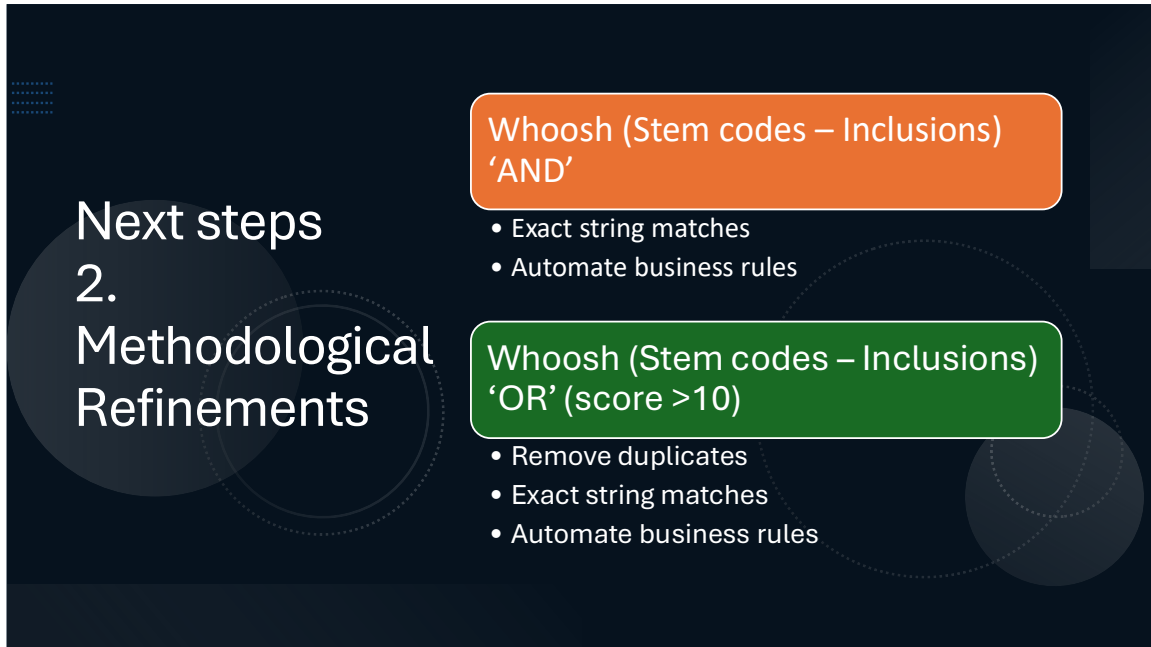 Next steps
2.
Methodological
Refinements
Whoosh (Stem codes – Inclusions)
‘AND’
• Exact string matches
• Automate business rules
Whoosh (Stem codes – Inclusions)
‘OR’ (score >10)
• Remove duplicates
• Exact string matches
• Automate business rules